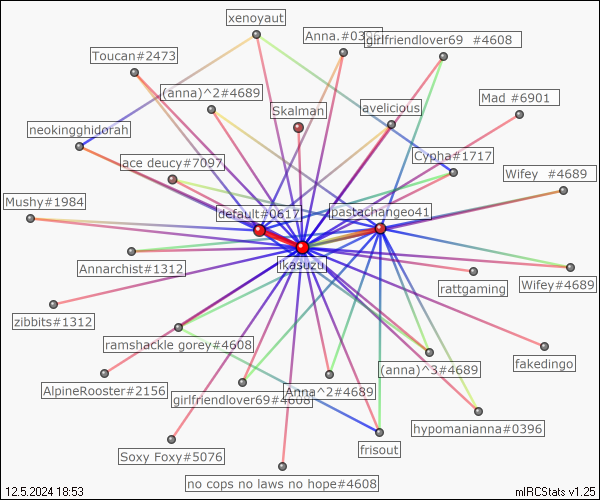 xenoyaut
Anna.#0396
girlfriendlover69 #4608
Toucan#2473
(anna)^2#4689
Skalman
avelicious
Mad #6901
neokingghidorah
ace deucy#7097
Cypha#1717
Wifey #4689
Mushy#1984
default#0617
pastachangeo41
ikasuzu
Annarchist#1312
rattgaming
Wifey#4689
zibbits#1312
ramshackle gorey#4608
fakedingo
(anna)^3#4689
AlpineRooster#2156
girlfriendlover69#4608
Anna^2#4689
hypomanianna#0396
Soxy Foxy#5076
frisout
no cops no laws no hope#4608
12.5.2024 18:53
mIRCStats v1.25